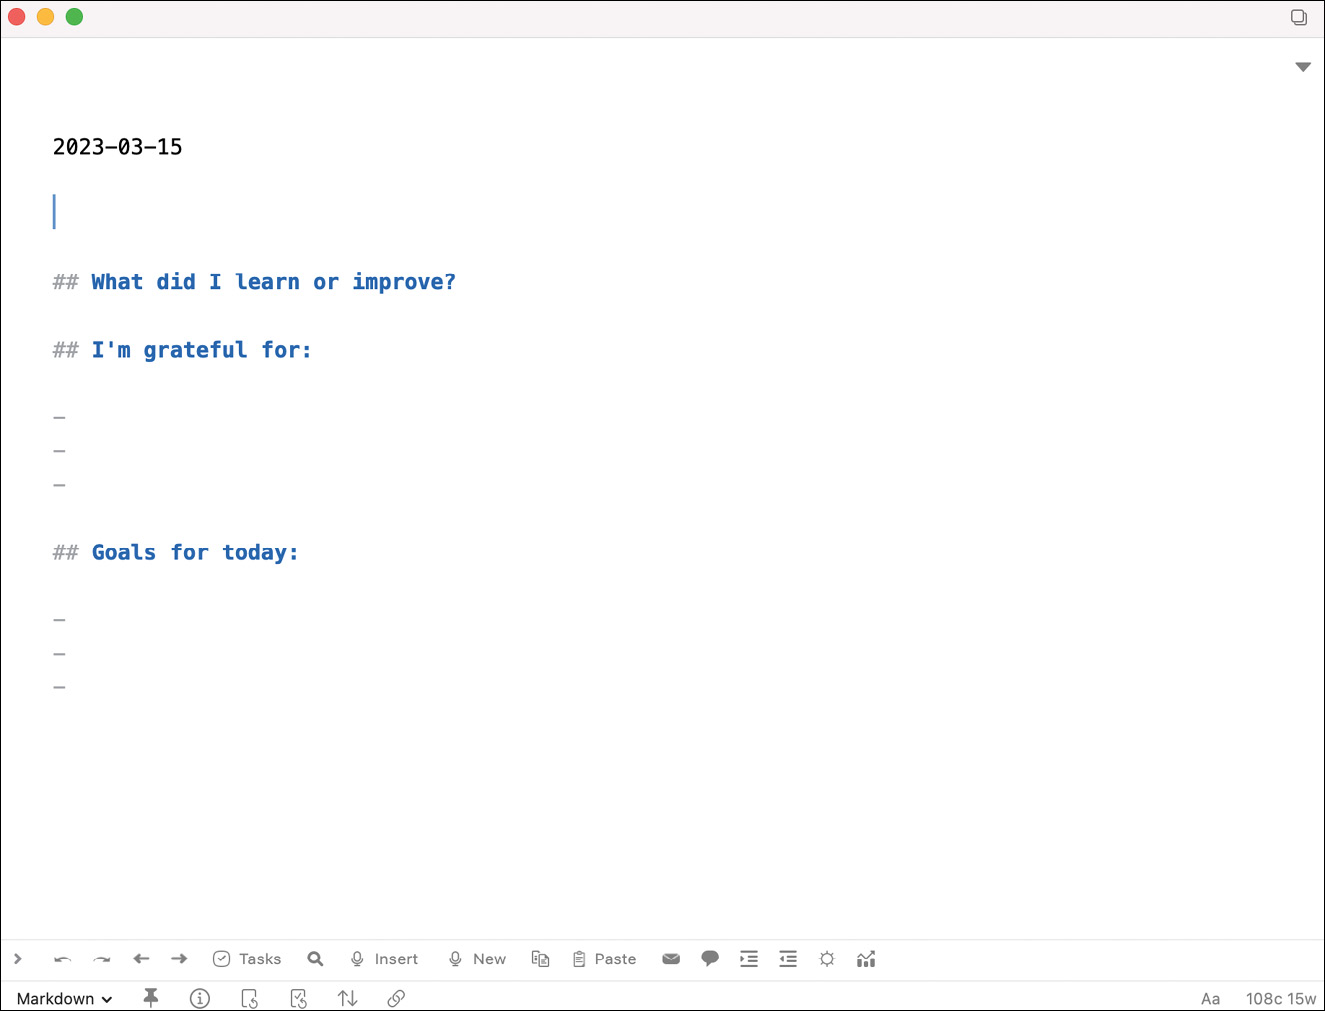 2023-03-15
## What did I learn or improve?
## I'm grateful for:
-
-
-
## Goals for today:
-
-
-
Tasks Insert New Paste
Markdown Aa 108c 15w